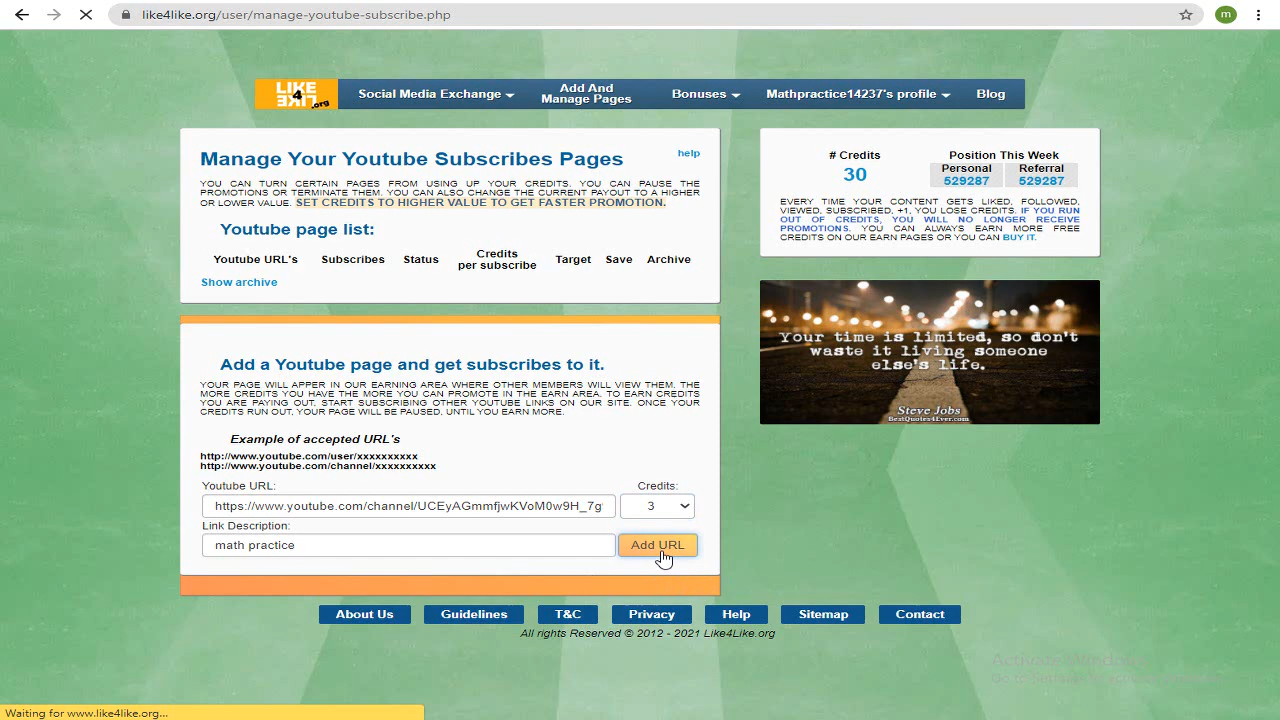 like4like.org/user/manage-youtube-subscribe.php
m
LIKE
4
LIKE
.org
Social Media Exchange
Add And
Manage Pages
Bonuses
Mathpractice14237's profile
Blog
Manage Your Youtube Subscribes Pages
help
YOU CAN TURN CERTAIN PAGES FROM USING UP YOUR CREDITS. YOU CAN PAUSE THE
PROMOTIONS OR TERMINATE THEM. YOU CAN ALSO CHANGE THE CURRENT PAYOUT TO A HIGHER
OR LOWER VALUE. SET CREDITS TO HIGHER VALUE TO GET FASTER PROMOTION.
Youtube page list:
Youtube URL's Subscribes Status Credits per subscribe Target Save Archive
Show archive
# Credits
30
Position This Week
Personal Referral
529287 529287
EVERY TIME YOUR CONTENT GETS LIKED, FOLLOWED,
VIEWED, SUBSCRIBED, +1, YOU LOSE CREDITS. IF YOU RUN
OUT OF CREDITS, YOU WILL NO LONGER RECEIVE
PROMOTIONS. YOU CAN ALWAYS EARN MORE FREE
CREDITS ON OUR EARN PAGES OR YOU CAN BUY IT.
Your time is limited, so don't
waste it living someone
else's life.
Steve Jobs
BestQuotes4Ever.com
Add a Youtube page and get subscribes to it.
YOUR PAGE WILL APPER IN OUR EARNING AREA WHERE OTHER MEMBERS WILL VIEW THEM. THE
MORE CREDITS YOU HAVE THE MORE YOU CAN PROMOTE IN THE EARN AREA. TO EARN CREDITS
YOU ARE PAYING OUT, START SUBSCRIBING OTHER YOUTUBE LINKS ON OUR SITE. ONCE YOUR
CREDITS RUN OUT, YOUR PAGE WILL BE PAUSED. UNTIL YOU EARN MORE.
Example of accepted URL's
http://www.youtube.com/user/xxxxxxxxxx
http://www.youtube.com/channel/xxxxxxxxxx
Youtube URL: Credits:
https://www.youtube.com/channel/UCEyAGmmfjwKVoM0w9H_7g 3
Link Description:
math practice Add URL
About Us Guidelines T&C Privacy Help Sitemap Contact
All rights Reserved © 2012 - 2021 Like4Like.org
Activate Windows
Waiting for www.like4like.org...